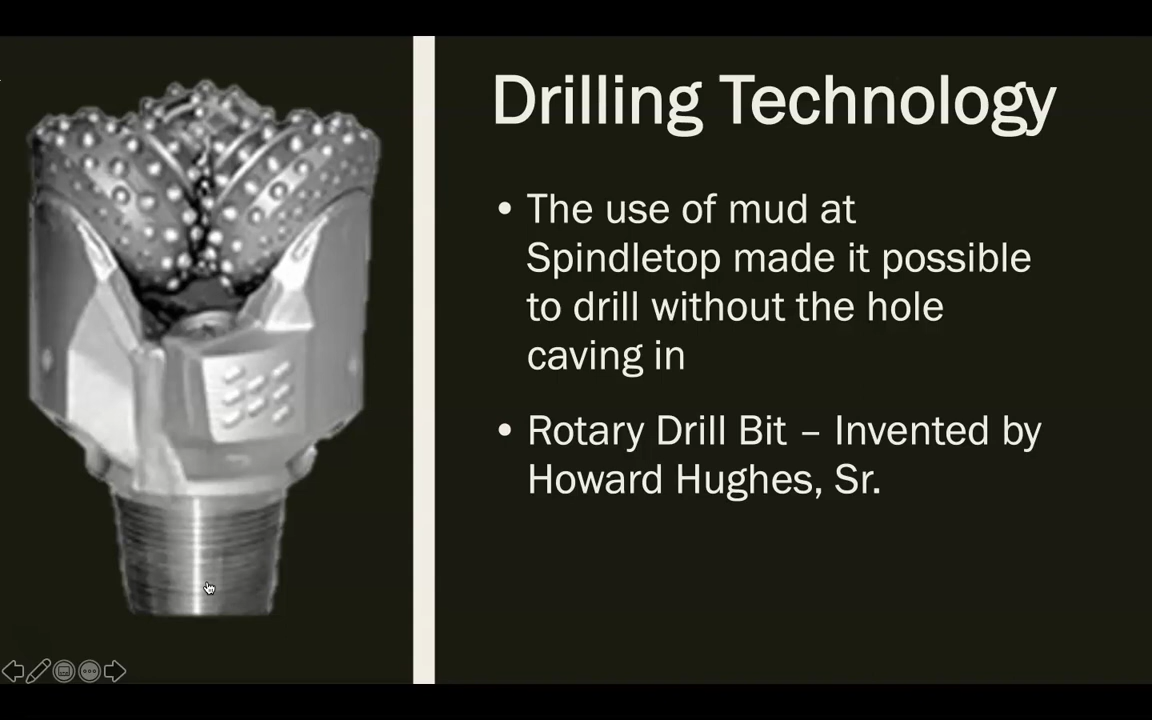 Drilling Technology
• The use of mud at
Spindletop made it possible
to drill without the hole
caving in
• Rotary Drill Bit – Invented by
Howard Hughes, Sr.